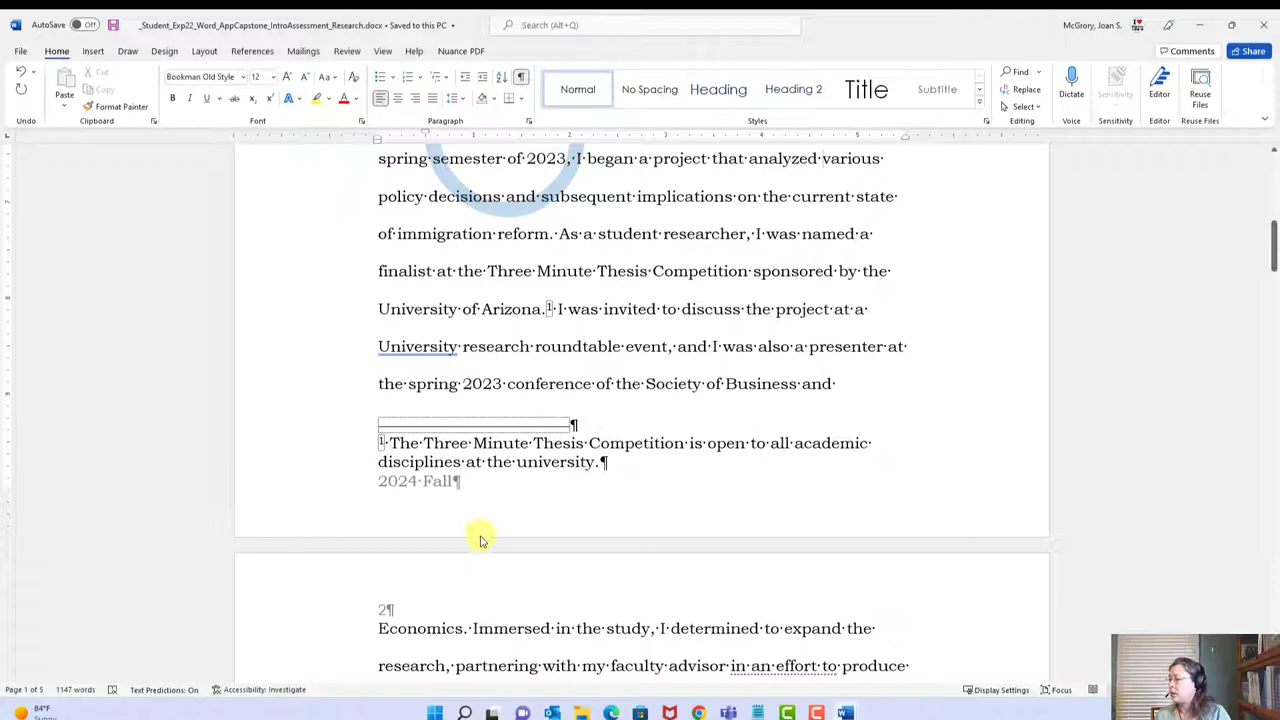 AutoSave Off _Student_Exp22_Word_AppCapstone_IntroAssessment_Research.docx • Saved to this PC Search (Alt+Q) McGrory, Joan S.
File Home Insert Draw Design Layout References Mailings Review View Help Nuance PDF Comments Share
Paste Cut Copy Format Painter
Bookman Old Style 12
Normal No Spacing Heading Heading 2 Title Subtitle
Find Replace Select Dictate Sensitivity Editor Reuse Files
Undo Clipboard Font Paragraph Styles Editing Voice Sensitivity Editor Reuse Files
spring semester of 2023, I began a project that analyzed various
policy decisions and subsequent implications on the current state
of immigration reform. As a student researcher, I was named a
finalist at the Three Minute Thesis Competition sponsored by the
University of Arizona.1 I was invited to discuss the project at a
University research roundtable event, and I was also a presenter at
the spring 2023 conference of the Society of Business and
¶
1 The Three Minute Thesis Competition is open to all academic
disciplines at the university.¶
2024 Fall¶
2¶
Economics. Immersed in the study, I determined to expand the
research, partnering with my faculty advisor in an effort to produce
Page 1 of 5 1147 words Text Predictions: On Accessibility: Investigate Display Settings Focus
84°F
Sunny